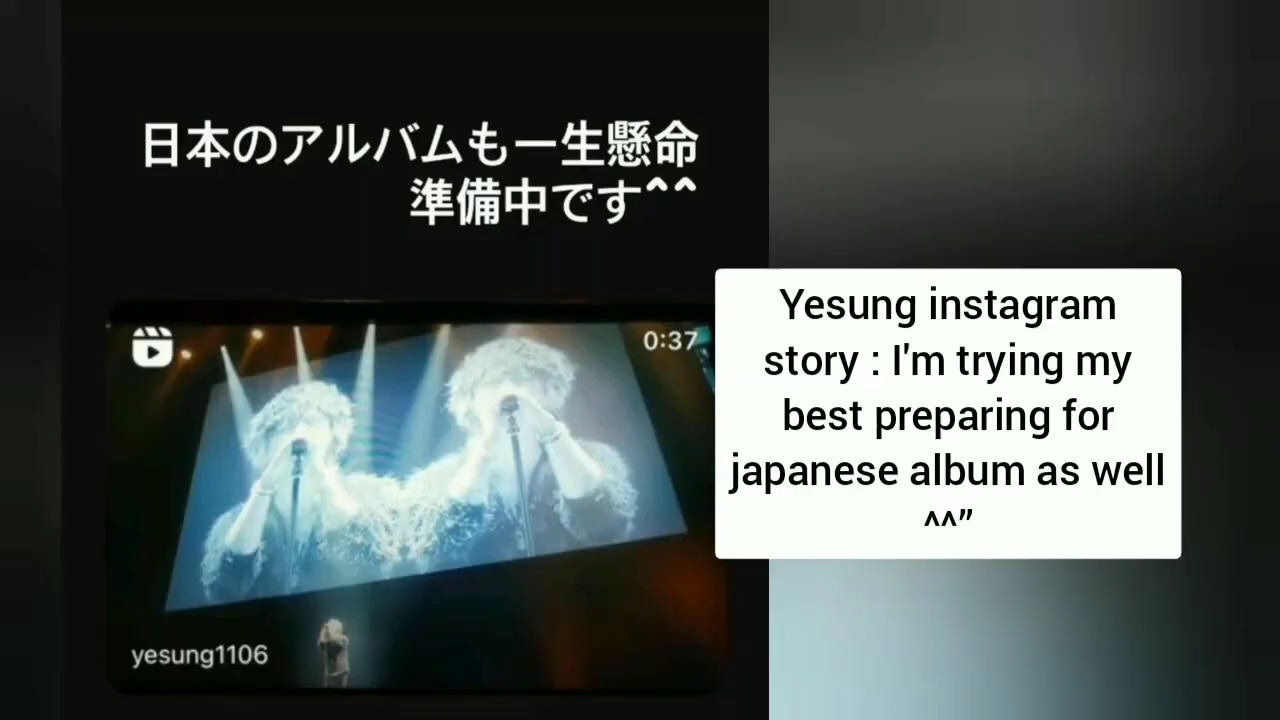 日本のアルバムも一生懸命
準備中です^^
0:37
yesung1106
Yesung instagram
story : I'm trying my
best preparing for
japanese album as well
^^”